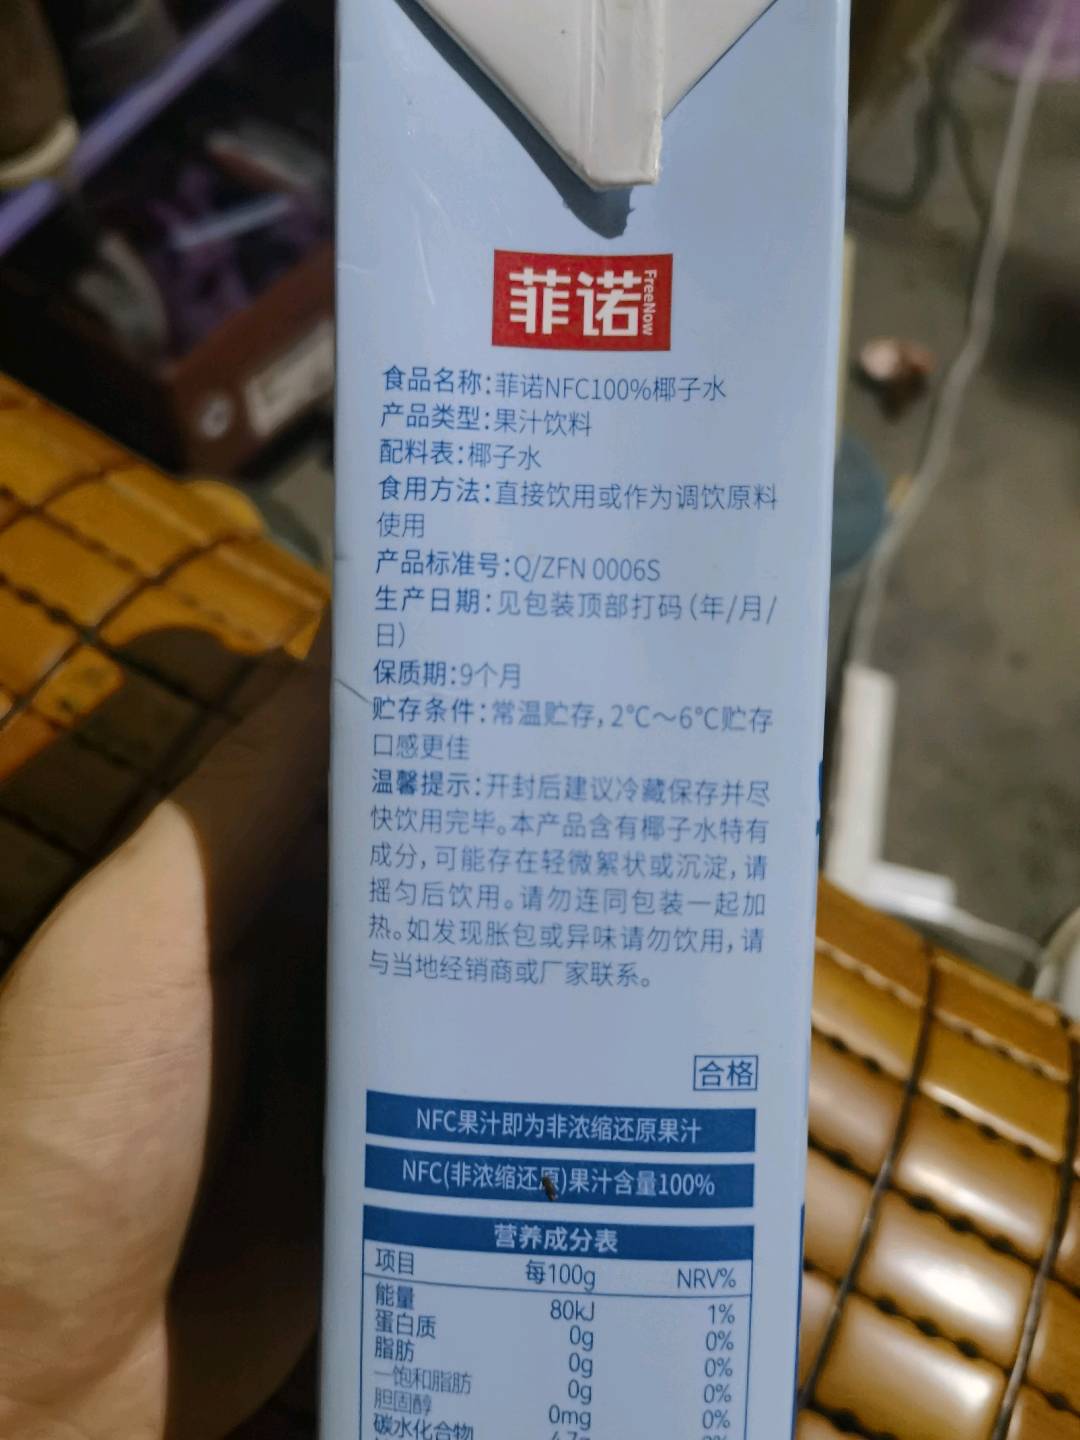 菲诺 FreeNow
食品名称:菲诺NFC100%椰子水
产品类型:果汁饮料
配料表:椰子水
食用方法:直接饮用或作为调饮原料
使用
产品标准号:Q/ZFN 0006S
生产日期:见包装顶部打码(年/月/
日)
保质期:9个月
贮存条件:常温贮存,2℃~6℃贮存
口感更佳
温馨提示:开封后建议冷藏保存并尽
快饮用完毕。本产品含有椰子水特有
成分,可能存在轻微絮状或沉淀,请
摇匀后饮用。请勿连同包装一起加
热。如发现胀包或异味请勿饮用,请
与当地经销商或厂家联系。
合格
NFC果汁即为非浓缩还原果汁
NFC(非浓缩还原)果汁含量100%
营养成分表
项目 每100g NRV%
能量 80kJ 1%
蛋白质 0g 0%
脂肪 0g 0%
—饱和脂肪 0g 0%
胆固醇 0mg 0%
碳水化合物